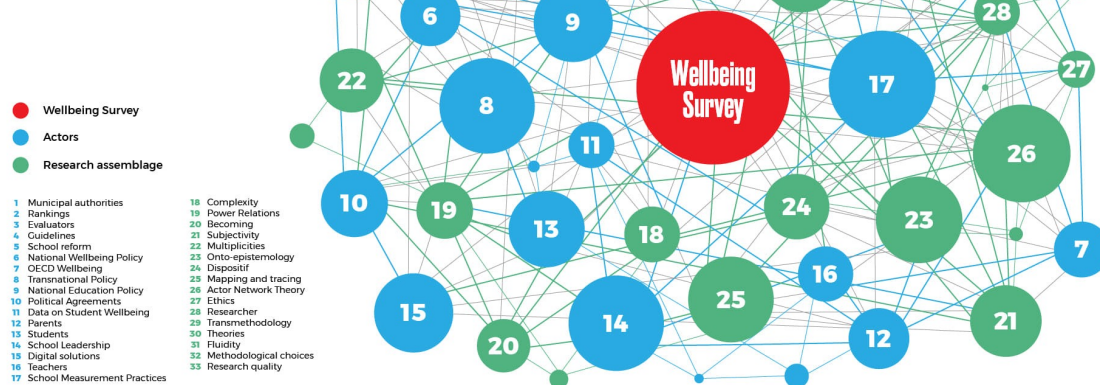 Wellbeing Survey
Actors
Research assemblage
1 Municipal authorities
2 Rankings
3 Evaluators
4 Guidelines
5 School reform
6 National Wellbeing Policy
7 OECD Wellbeing
8 Transnational Policy
9 National Education Policy
10 Political Agreements
11 Data on Student Wellbeing
12 Parents
13 Students
14 School Leadership
15 Digital solutions
16 Teachers
17 School Measurement Practices
18 Complexity
19 Power Relations
20 Becoming
21 Subjectivity
22 Multiplicities
23 Onto-epistemology
24 Dispositif
25 Mapping and tracing
26 Actor Network Theory
27 Ethics
28 Researcher
29 Transmethodology
30 Theories
31 Fluidity
32 Methodological choices
33 Research quality
6
9
28
22
8
Wellbeing
Survey
17
27
11
26
10
19
13
18
24
23
7
16
15
14
25
12
21
20